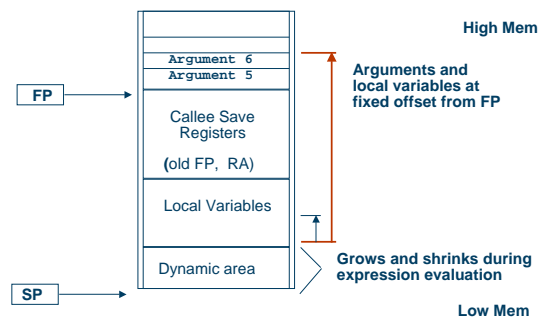 High Mem
Argument 6
Argument 5
Arguments and
local variables at
fixed offset from FP
FP
Callee Save
Registers
(old FP, RA)
Local Variables
Dynamic area
Grows and shrinks during
expression evaluation
SP
Low Mem